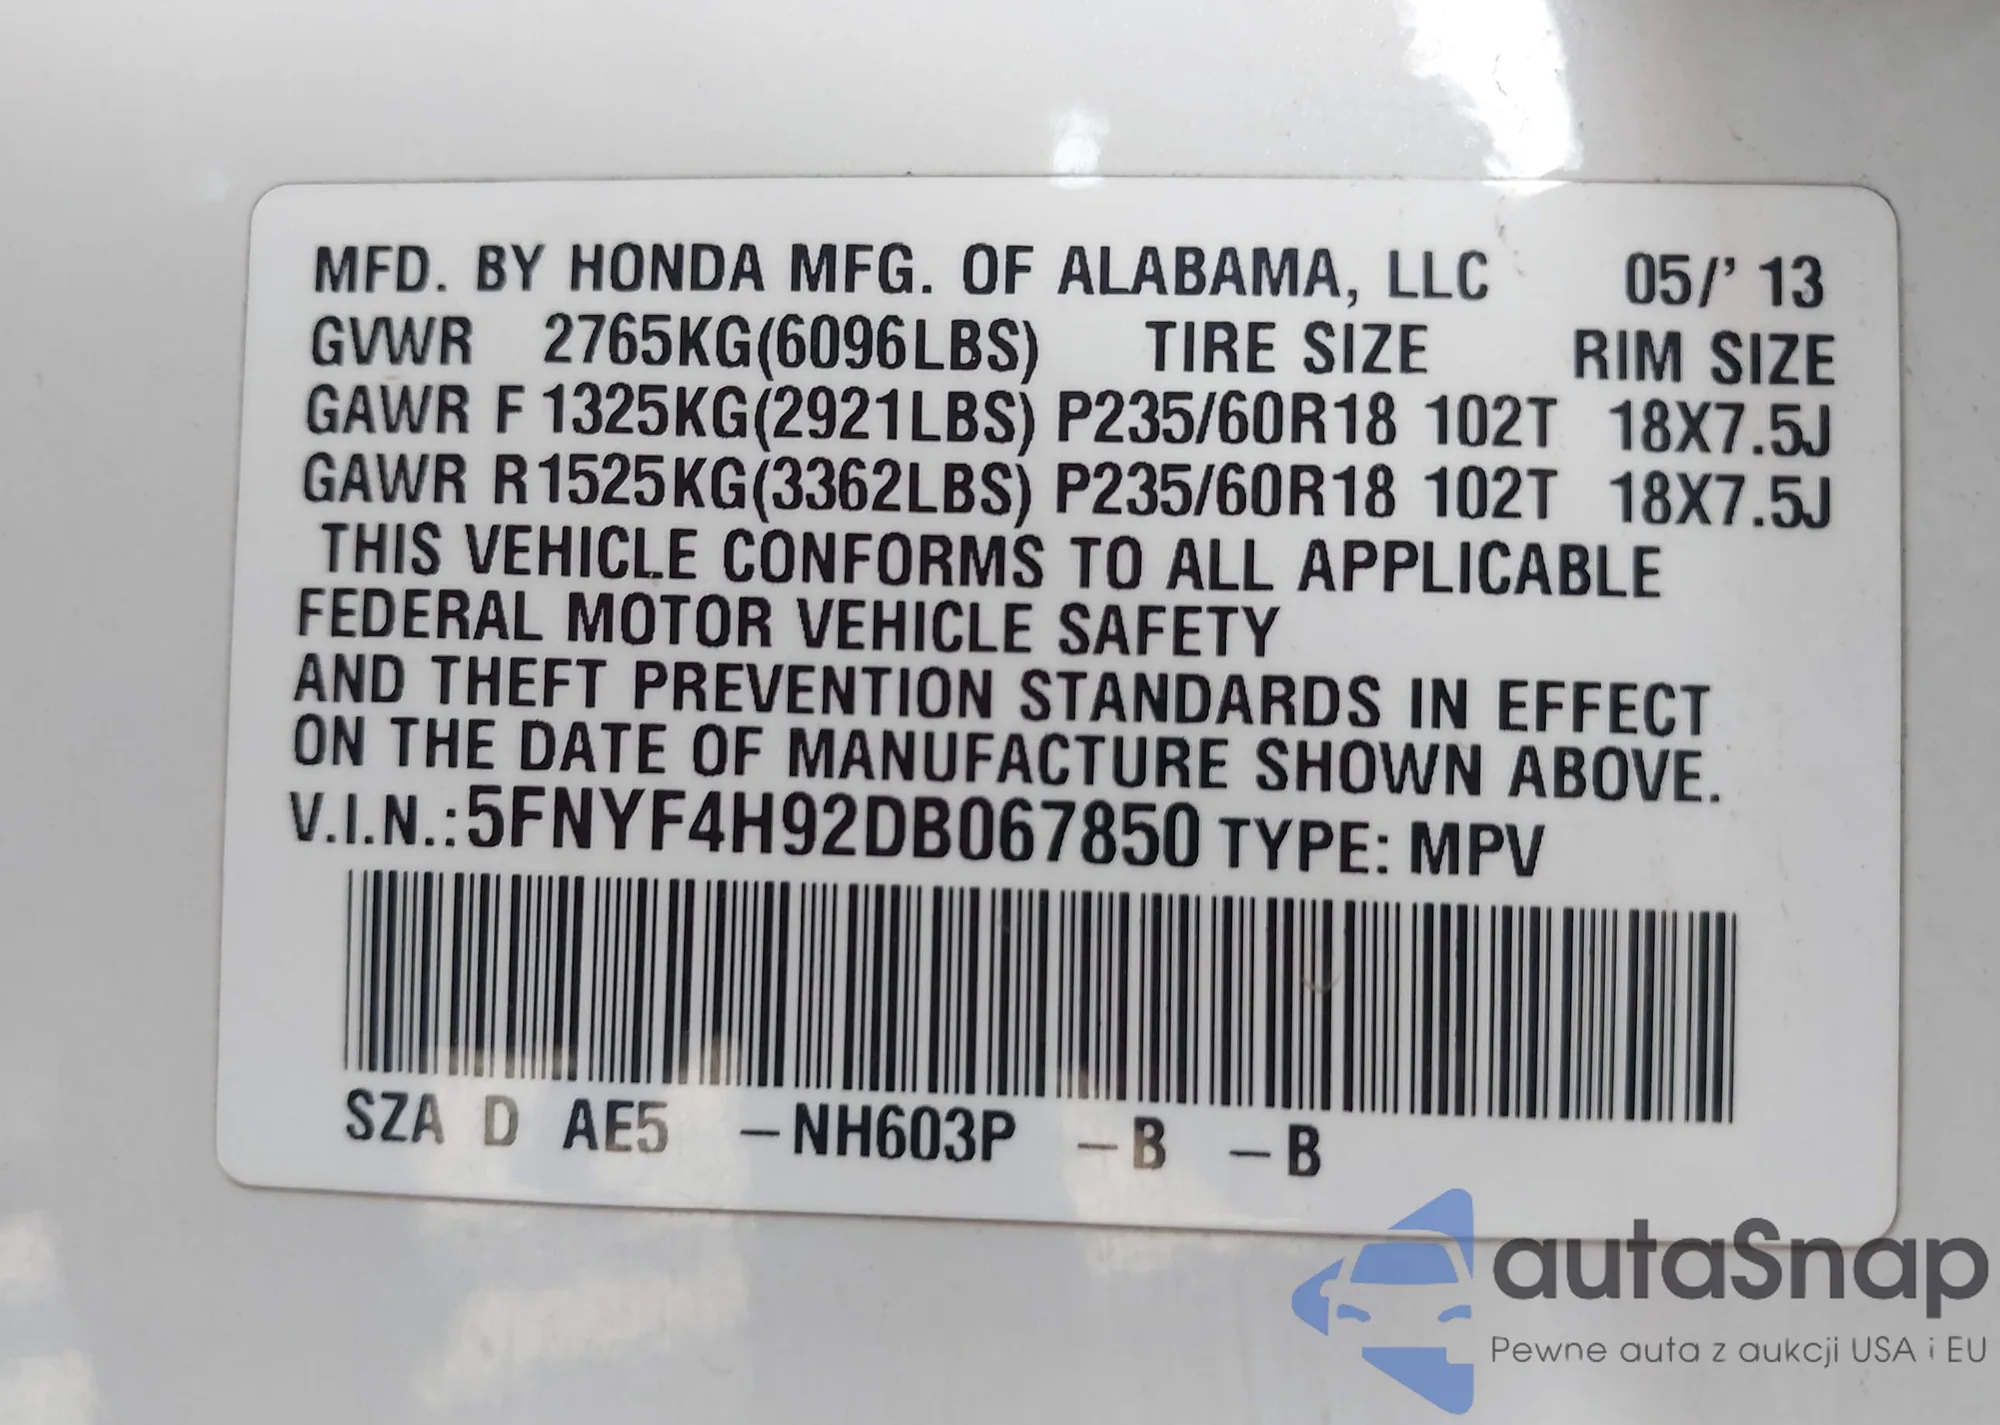 MFD. BY HONDA MFG. OF ALABAMA, LLC 05/' 13
GVWR 2765KG(6096LBS) TIRE SIZE RIM SIZE
GAWR F 1325KG(2921LBS) P235/60R18 102T 18X7.5J
GAWR R 1525KG(3362LBS) P235/60R18 102T 18X7.5J
THIS VEHICLE CONFORMS TO ALL APPLICABLE
FEDERAL MOTOR VEHICLE SAFETY
AND THEFT PREVENTION STANDARDS IN EFFECT
ON THE DATE OF MANUFACTURE SHOWN ABOVE.
V.I.N.:5FNYF4H92DB067850 TYPE: MPV
SZA D AE5 –NH603P –B –B
autaSnap
Pewne auta z aukcji USA i EU